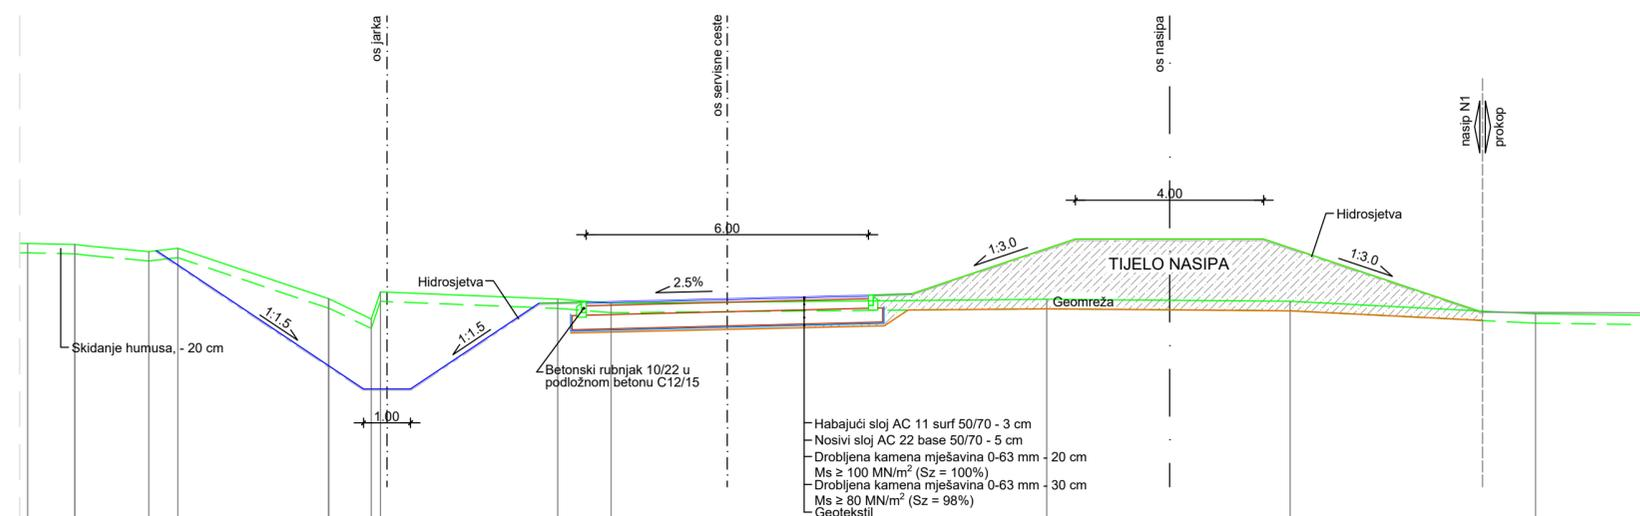 os jarka
os servisne ceste
os nasipa
nasip N1
prokop
4.00
6.00
Hidrosjetva
1:3.0
1:3.0
TIJELO NASIPA
Hidrosjetva
2.5%
Geomreža
1:1.5
1:1.5
Skidanje humusa, - 20 cm
Betonski rubnjak 10/22 u
podložnom betonu C12/15
1.00
Habajući sloj AC 11 surf 50/70 - 3 cm
Nosivi sloj AC 22 base 50/70 - 5 cm
Drobljena kamena mješavina 0-63 mm - 20 cm
Ms ≥ 100 MN/m² (Sz = 100%)
Drobljena kamena mješavina 0-63 mm - 30 cm
Ms ≥ 80 MN/m² (Sz = 98%)
Geotekstil